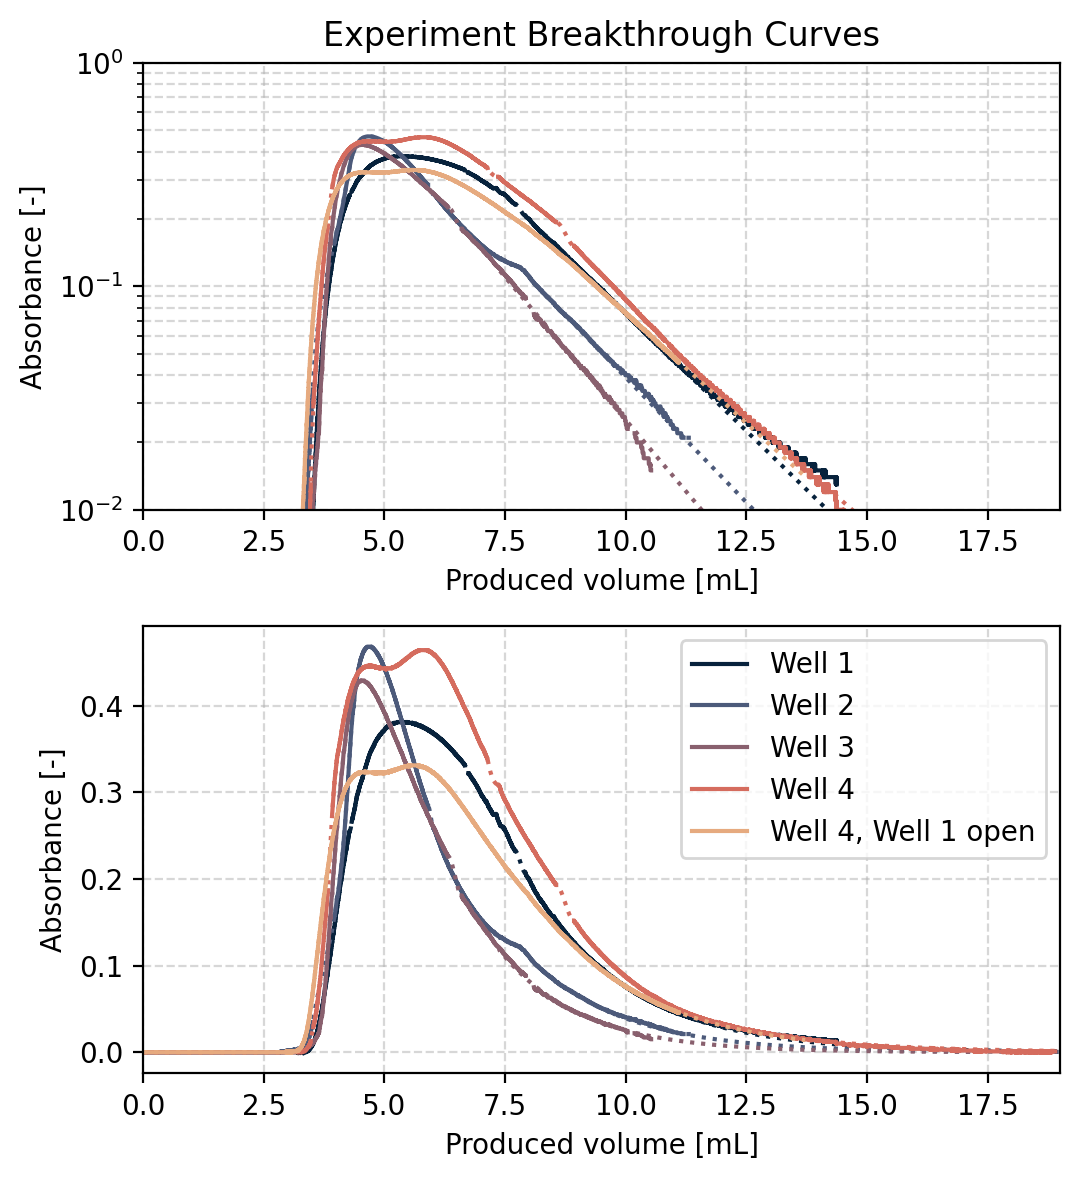 Experiment Breakthrough Curves
10⁰
10⁻¹
10⁻²
Absorbance [-]
0.0 2.5 5.0 7.5 10.0 12.5 15.0 17.5
Produced volume [mL]
0.4
0.3
0.2
0.1
0.0
Absorbance [-]
Well 1
Well 2
Well 3
Well 4
Well 4, Well 1 open
0.0 2.5 5.0 7.5 10.0 12.5 15.0 17.5
Produced volume [mL]